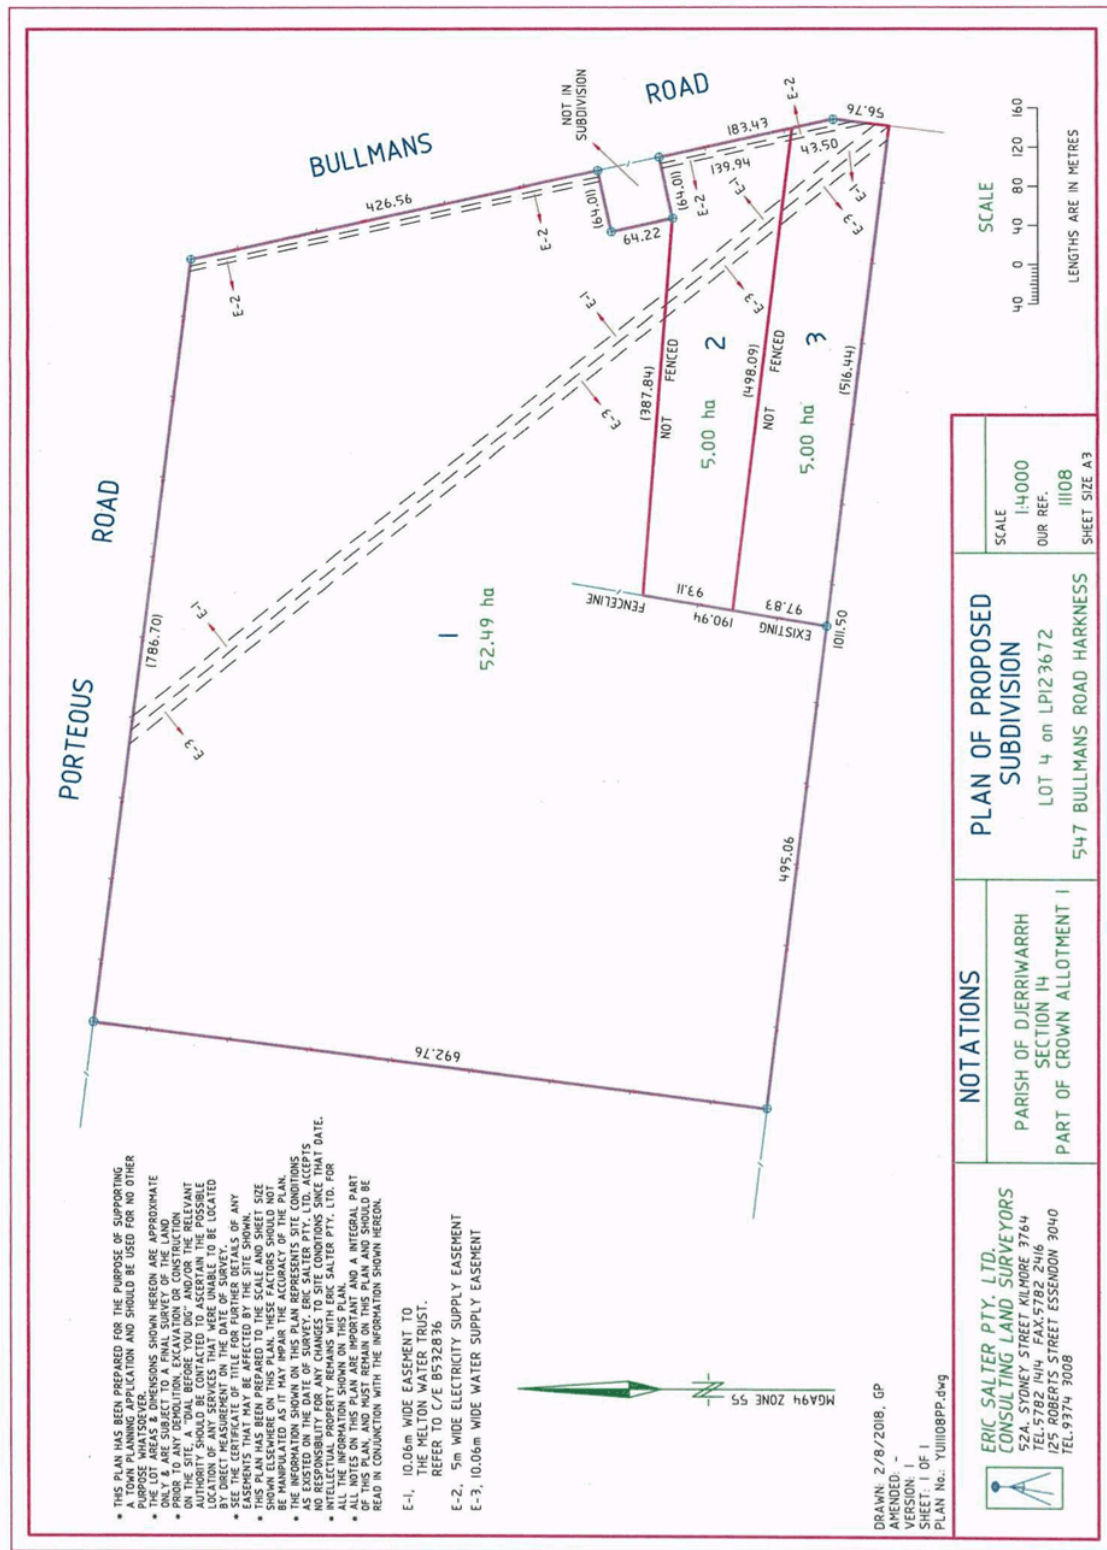 • THIS PLAN HAS BEEN PREPARED FOR THE PURPOSE OF SUPPORTING
A TOWN PLANNING APPLICATION AND SHOULD BE USED FOR NO OTHER
PURPOSE WHATSOEVER.
• THE LOT AREAS & DIMENSIONS SHOWN HEREON ARE APPROXIMATE
ONLY & ARE SUBJECT TO A FINAL SURVEY OF THE LAND
• PRIOR TO ANY DEMOLITION, EXCAVATION OR CONSTRUCTION
ON THE SITE, A "DIAL BEFORE YOU DIG" AND/OR THE RELEVANT
AUTHORITY SHOULD BE CONTACTED TO ASCERTAIN THE POSSIBLE
LOCATION OF ANY SERVICES THAT WERE UNABLE TO BE LOCATED
BY DIRECT MEASUREMENT ON THE DATE OF SURVEY.
• SEE THE CERTIFICATE OF TITLE FOR FURTHER DETAILS OF ANY
EASEMENTS THAT MAY BE AFFECTED BY THE SITE SHOWN.
• THIS PLAN HAS BEEN PREPARED TO THE SCALE AND SHEET SIZE
SHOWN ELSEWHERE ON THIS PLAN. THESE FACTORS SHOULD NOT
BE MANIPULATED AS IT MAY IMPAIR THE ACCURACY OF THE PLAN.
• THE INFORMATION SHOWN ON THIS PLAN REPRESENTS SITE CONDITIONS
AS EXISTED ON THE DATE OF SURVEY. ERIC SALTER PTY. LTD. ACCEPTS
NO RESPONSIBILITY FOR ANY CHANGES TO SITE CONDITIONS SINCE THAT DATE.
• INTELLECTUAL PROPERTY REMAINS WITH ERIC SALTER PTY. LTD. FOR
ALL THE INFORMATION SHOWN ON THIS PLAN.
• ALL NOTES ON THIS PLAN ARE IMPORTANT AND A INTEGRAL PART
OF THIS PLAN, AND MUST REMAIN ON THIS PLAN AND SHOULD BE
READ IN CONJUNCTION WITH THE INFORMATION SHOWN HEREON.
E-1, 10.06m WIDE EASEMENT TO
THE MELTON WATER TRUST.
REFER TO C/E B532836
E-2, 5m WIDE ELECTRICITY SUPPLY EASEMENT
E-3, 10.06m WIDE WATER SUPPLY EASEMENT
MGA94 ZONE 55
DRAWN: 2/8/2018, GP
AMENDED: -
VERSION: 1
SHEET: 1 OF 1
PLAN No.: YU11108PP.dwg
PORTEOUS ROAD
(786.70)
BULLMANS ROAD
426.56
E-2
E-2
E-1
E-3
692.76
1
52.49 ha
NOT IN
SUBDIVISION
(64.01)
64.22
(64.01)
183.43
139.94
43.50
56.76
E-2
E-2
E-1
E-1
E-3
E-1
E-3
E-3
(387.84)
NOT FENCED
2
5.00 ha
(498.09)
NOT FENCED
3
5.00 ha
(516.44)
EXISTING FENCELINE
93.11
190.94
97.83
1011.50
495.06
SCALE
40 0 40 80 120 160
LENGTHS ARE IN METRES
ERIC SALTER PTY. LTD.
CONSULTING LAND SURVEYORS
52A, SYDNEY STREET KILMORE 3764
TEL.5782 1414 FAX.5782 2416
125 ROBERTS STREET ESSENDON 3040
TEL.9374 3008
NOTATIONS
PARISH OF DJERRIWARRH
SECTION 14
PART OF CROWN ALLOTMENT 1
PLAN OF PROPOSED
SUBDIVISION
LOT 4 on LP123672
547 BULLMANS ROAD HARKNESS
SCALE
1:4000
OUR REF.
11108
SHEET SIZE A3